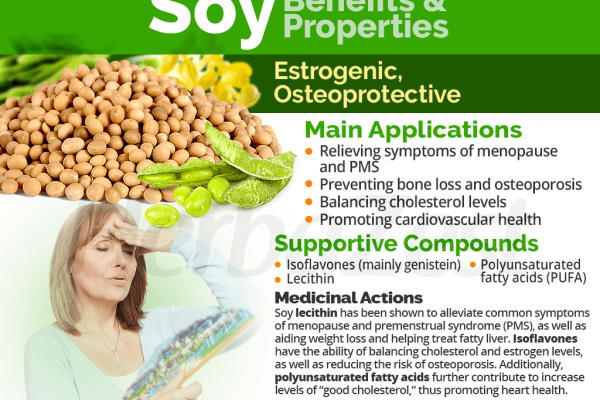 Soy Benefits &
Properties
Estrogenic,
Osteoprotective
Main Applications
• Relieving symptoms of menopause
and PMS
• Preventing bone loss and osteoporosis
• Balancing cholesterol levels
• Promoting cardiovascular health
Supportive Compounds
• Isoflavones (mainly genistein) • Polyunsaturated
• Lecithin fatty acids (PUFA)
Medicinal Actions
Soy lecithin has been shown to alleviate common symptoms
of menopause and premenstrual syndrome (PMS), as well as
aiding weight loss and helping treat fatty liver. Isoflavones
have the ability of balancing cholesterol and estrogen levels,
as well as reducing the risk of osteoporosis. Additionally,
polyunsaturated fatty acids further contribute to increase
levels of “good cholesterol,” thus promoting heart health.